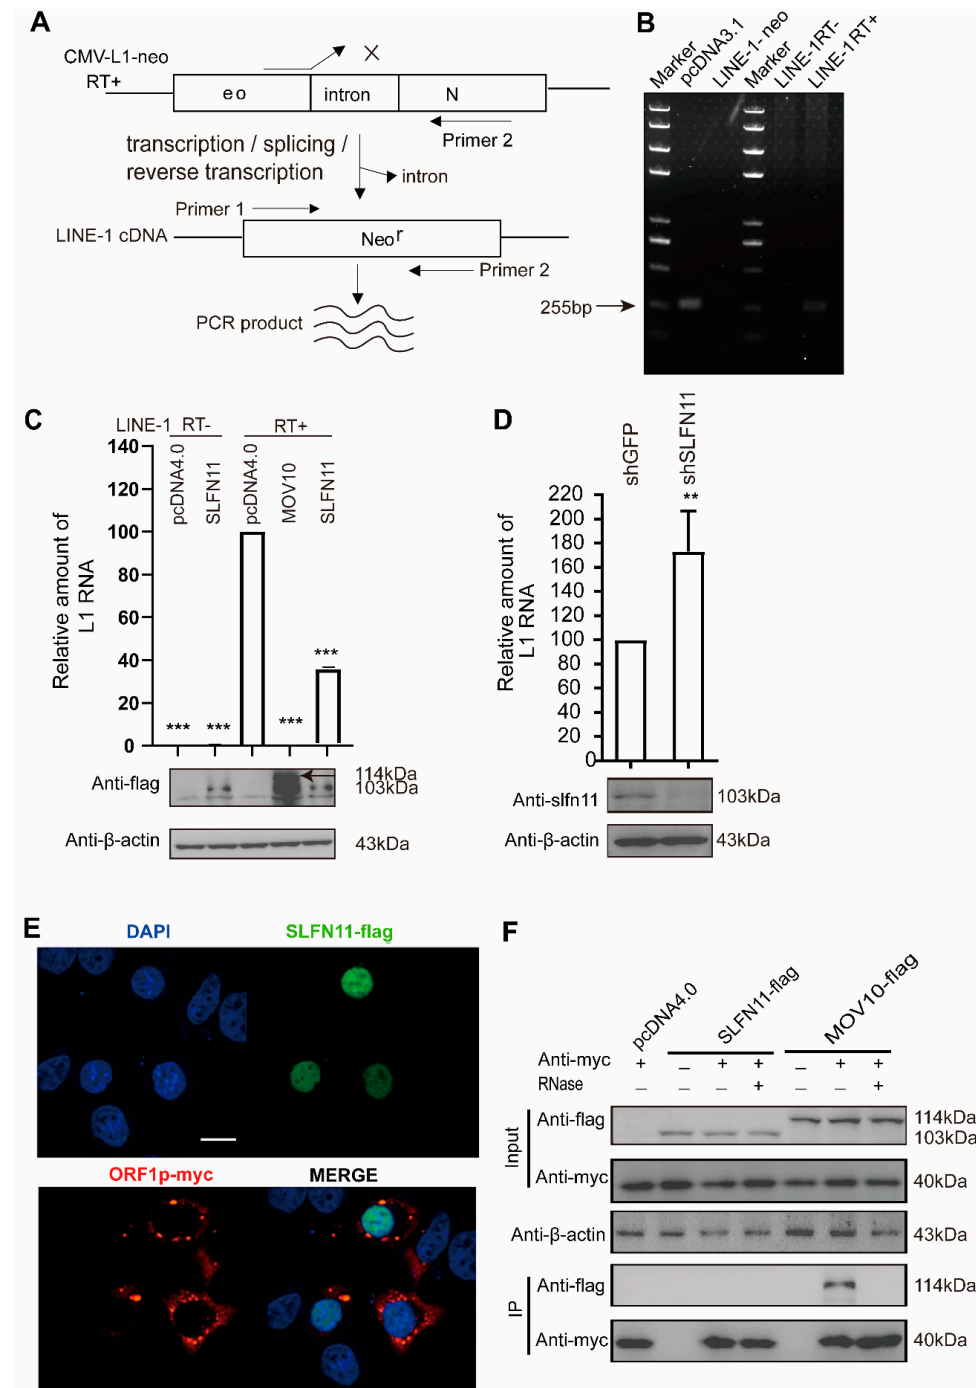 A
CMV-L1-neo
RT+
eo
intron
N
Primer 2
transcription / splicing /
reverse transcription
intron
Primer 1
LINE-1 cDNA
Neor
Primer 2
PCR product
B
Marker
pcDNA3.1
LINE-1- neo
Marker
LINE-1RT-
LINE-1RT+
255bp
C
LINE-1 RT- RT+
pcDNA4.0
SLFN11
pcDNA4.0
MOV10
SLFN11
Relative amount of
L1 RNA
140
120
100
80
60
40
20
0
*** *** *** ***
Anti-flag
114kDa
103kDa
Anti-β-actin
43kDa
D
shGFP
shSLFN11
**
Relative amount of
L1 RNA
220
200
180
160
140
120
100
80
60
40
20
0
Anti-slfn11
103kDa
Anti-β-actin
43kDa
E
DAPI
SLFN11-flag
ORF1p-myc
MERGE
F
pcDNA4.0
SLFN11-flag
MOV10-flag
Anti-myc + − + + − + +
RNase − − − + − − +
Input
Anti-flag
114kDa
103kDa
Anti-myc
40kDa
Anti-β-actin
43kDa
IP
Anti-flag
114kDa
Anti-myc
40kDa